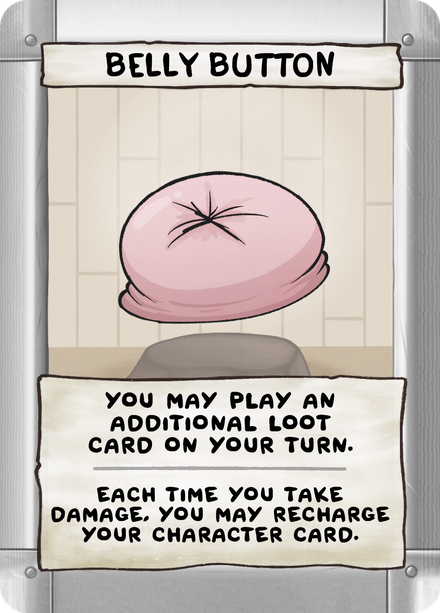 BELLY BUTTON
YOU MAY PLAY AN
ADDITIONAL LOOT
CARD ON YOUR TURN.
EACH TIME YOU TAKE
DAMAGE, YOU MAY RECHARGE
YOUR CHARACTER CARD.